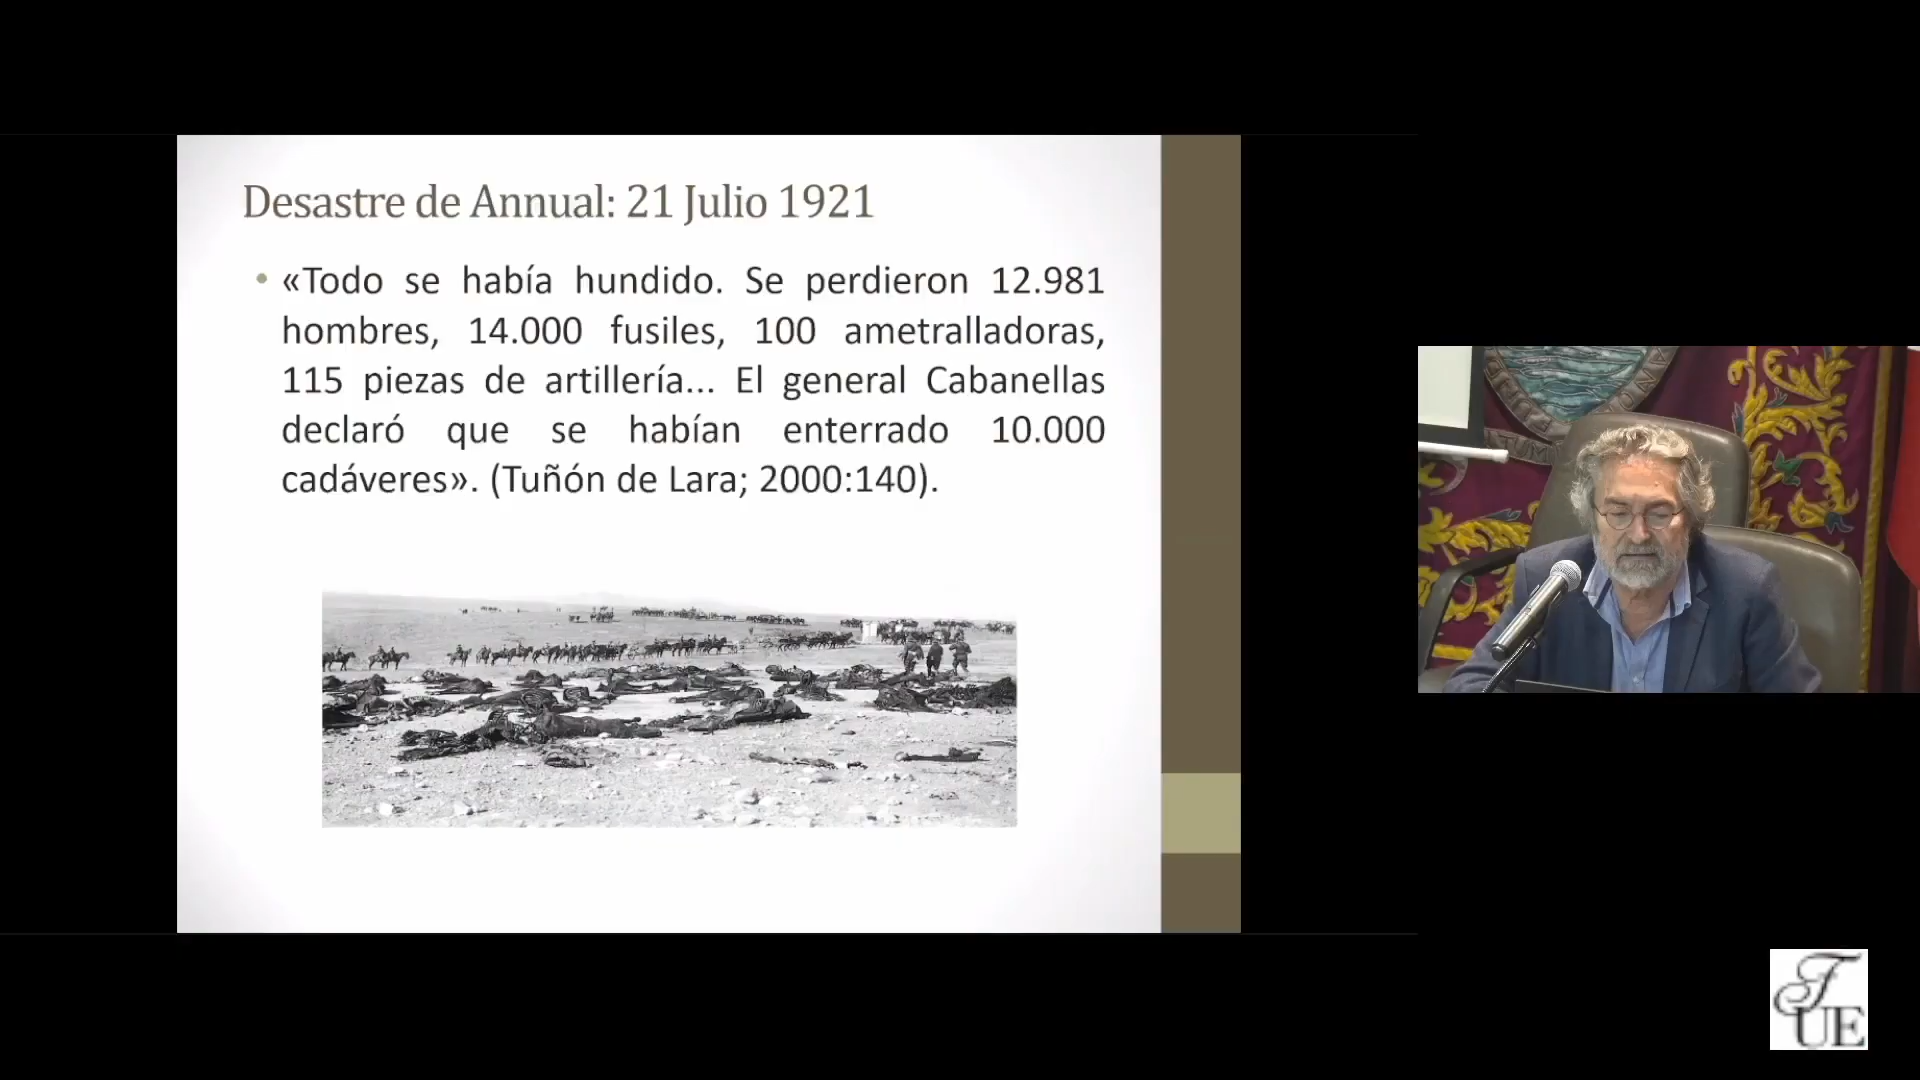 Desastre de Annual: 21 Julio 1921
• «Todo se había hundido. Se perdieron 12.981
hombres, 14.000 fusiles, 100 ametralladoras,
115 piezas de artillería... El general Cabanellas
declaró que se habían enterrado 10.000
cadáveres». (Tuñón de Lara; 2000:140).
TUE